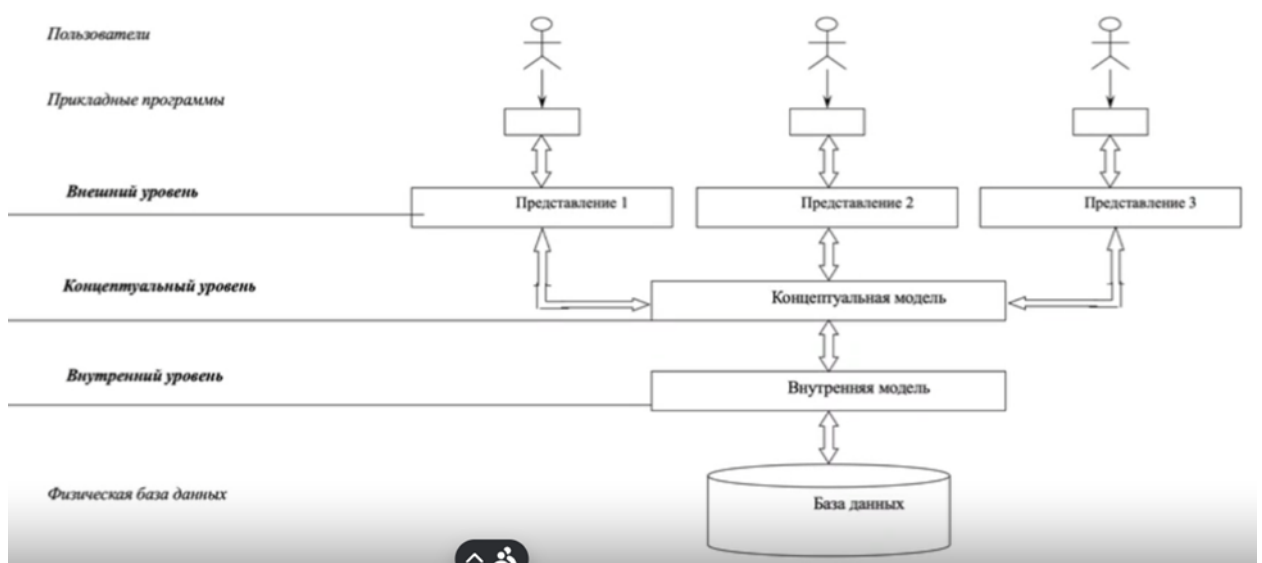 Пользователи
Прикладные программы
Внешний уровень
Представление 1
Представление 2
Представление 3
Концептуальный уровень
Концептуальная модель
Внутренний уровень
Внутренняя модель
Физическая база данных
База данных